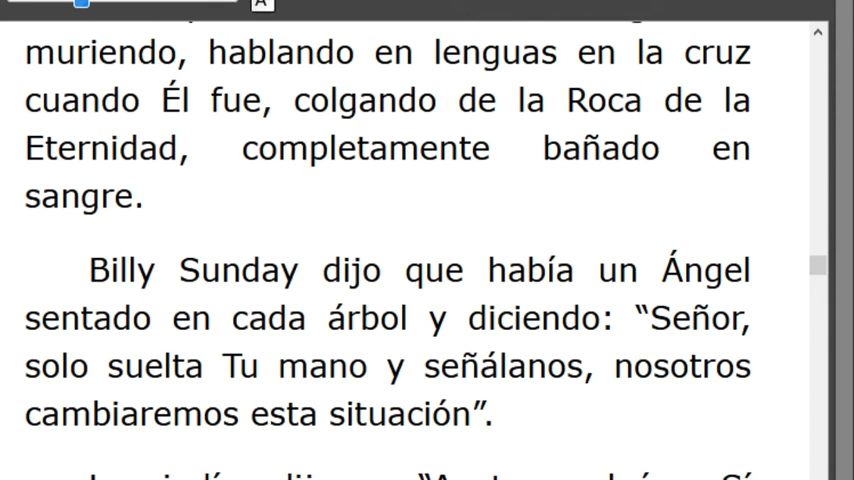 A
muriendo, hablando en lenguas en la cruz
cuando Él fue, colgando de la Roca de la
Eternidad, completamente bañado en
sangre.
Billy Sunday dijo que había un Ángel
sentado en cada árbol y diciendo: “Señor,
solo suelta Tu mano y señálanos, nosotros
cambiaremos esta situación”.